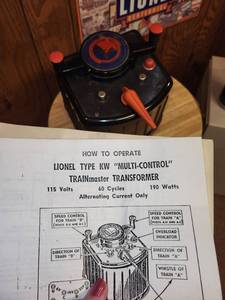 LIONEL
CENTENNIAL
HOW TO OPERATE
LIONEL TYPE KW "MULTI-CONTROL"
TRAINmaster TRANSFORMER
115 Volts 60 Cycles 190 Watts
Alternating Current Only
SPEED CONTROL
FOR TRAIN "B"
SPEED CONTROL
FOR TRAIN "A"
OVERLOAD
INDICATOR
DIRECTION OF
TRAIN "B"
DIRECTION OF
TRAIN "A"
WHISTLE OF
TRAIN "A"